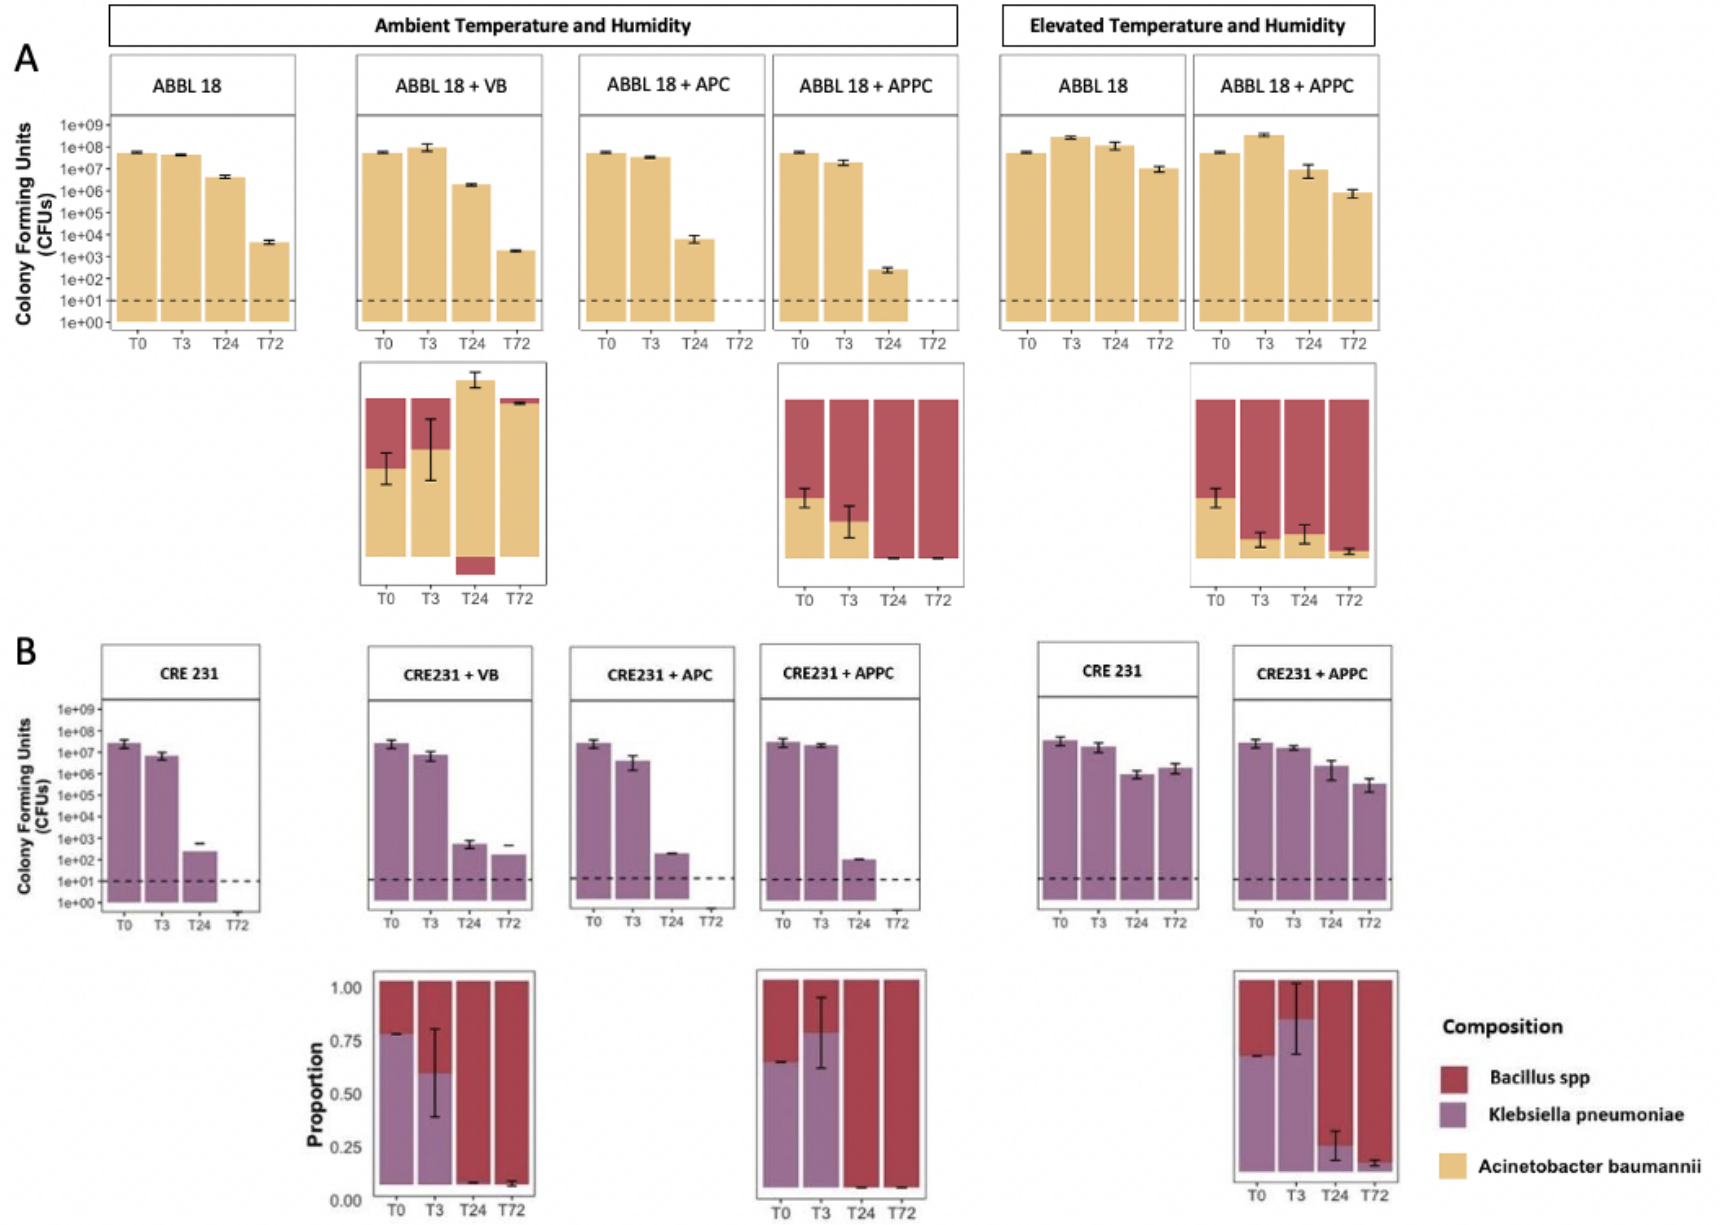 Ambient Temperature and Humidity
Elevated Temperature and Humidity
A
ABBL 18
ABBL 18 + VB
ABBL 18 + APC
ABBL 18 + APPC
ABBL 18
ABBL 18 + APPC
Colony Forming Units
(CFUs)
1e+09
1e+08
1e+07
1e+06
1e+05
1e+04
1e+03
1e+02
1e+01
1e+00
T0 T3 T24 T72
T0 T3 T24 T72
T0 T3 T24 T72
T0 T3 T24 T72
T0 T3 T24 T72
T0 T3 T24 T72
T0 T3 T24 T72
T0 T3 T24 T72
T0 T3 T24 T72
B
CRE 231
CRE231 + VB
CRE231 + APC
CRE231 + APPC
CRE 231
CRE231 + APPC
Colony Forming Units
(CFUs)
1e+09
1e+08
1e+07
1e+06
1e+05
1e+04
1e+03
1e+02
1e+01
1e+00
T0 T3 T24 T72
T0 T3 T24 T72
T0 T3 T24 T72
T0 T3 T24 T72
T0 T3 T24 T72
T0 T3 T24 T72
Proportion
1.00
0.75
0.50
0.25
0.00
T0 T3 T24 T72
T0 T3 T24 T72
T0 T3 T24 T72
Composition
Bacillus spp
Klebsiella pneumoniae
Acinetobacter baumannii